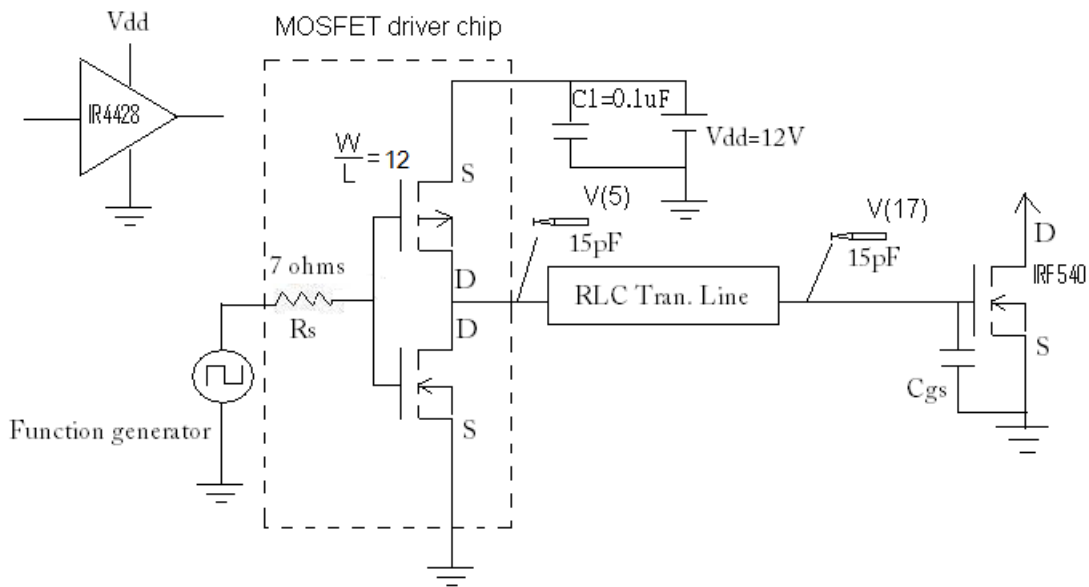 Vdd
IR4428
MOSFET driver chip
W
L
=12
S
C1=0.1uF
Vdd=12V
V(5)
15pF
V(17)
15pF
D
IRF540
S
7 ohms
Rs
D
D
RLC Tran. Line
S
Cgs
Function generator